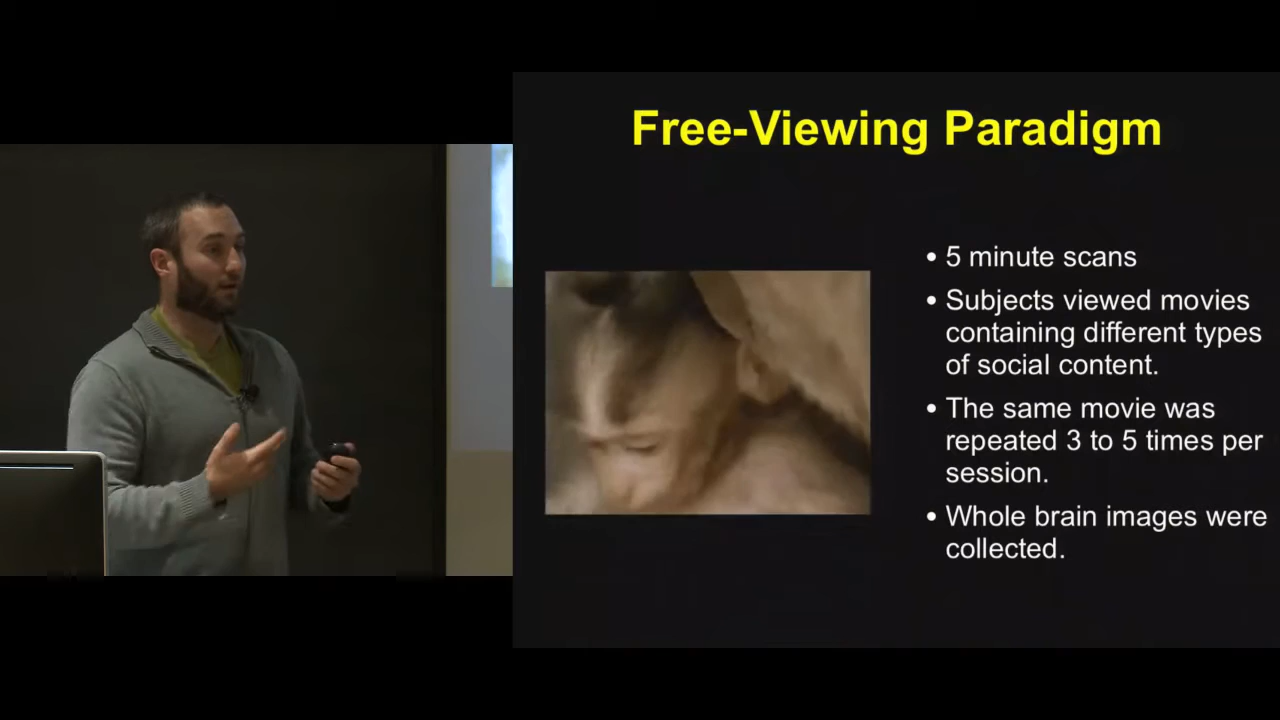 Free-Viewing Paradigm
• 5 minute scans
• Subjects viewed movies
containing different types
of social content.
• The same movie was
repeated 3 to 5 times per
session.
• Whole brain images were
collected.